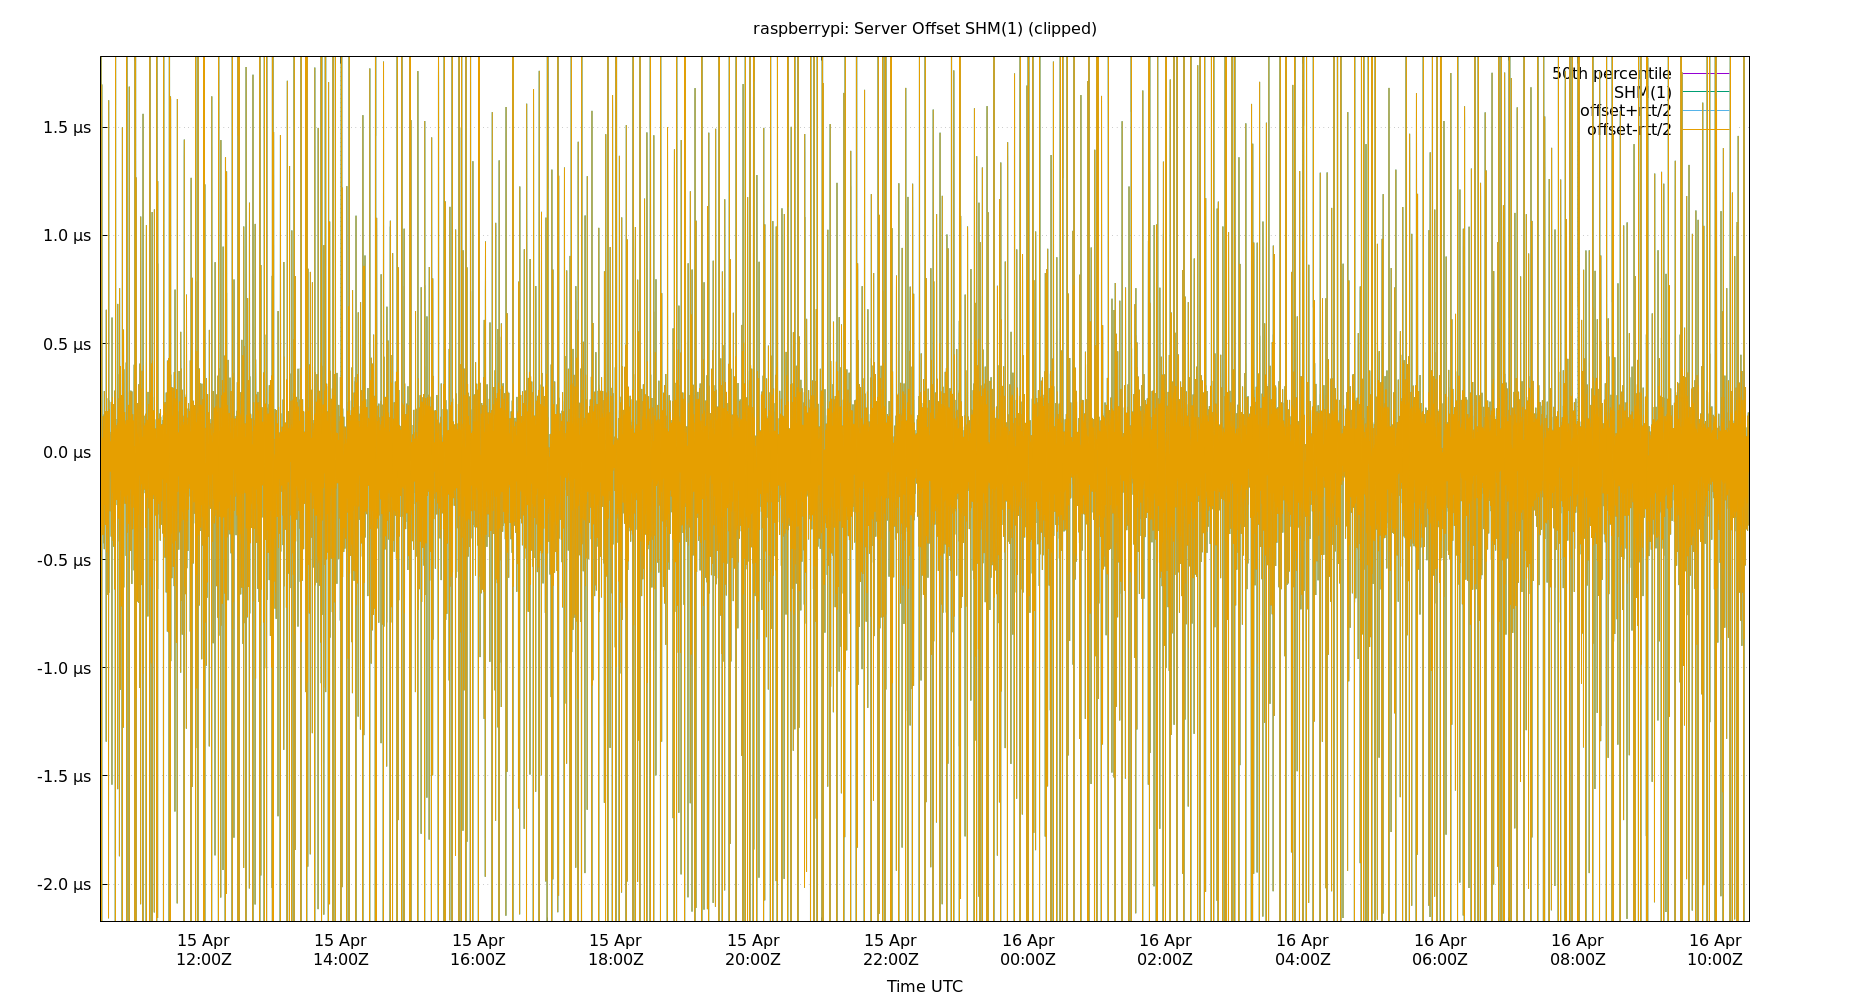 raspberrypi: Server Offset SHM(1) (clipped)
50th percentile
SHM(1)
offset+rtt/2
offset-rtt/2
1.5 µs
1.0 µs
0.5 µs
0.0 µs
-0.5 µs
-1.0 µs
-1.5 µs
-2.0 µs
15 Apr 15 Apr 15 Apr 15 Apr 15 Apr 15 Apr 16 Apr 16 Apr 16 Apr 16 Apr 16 Apr 16 Apr
12:00Z 14:00Z 16:00Z 18:00Z 20:00Z 22:00Z 00:00Z 02:00Z 04:00Z 06:00Z 08:00Z 10:00Z
Time UTC